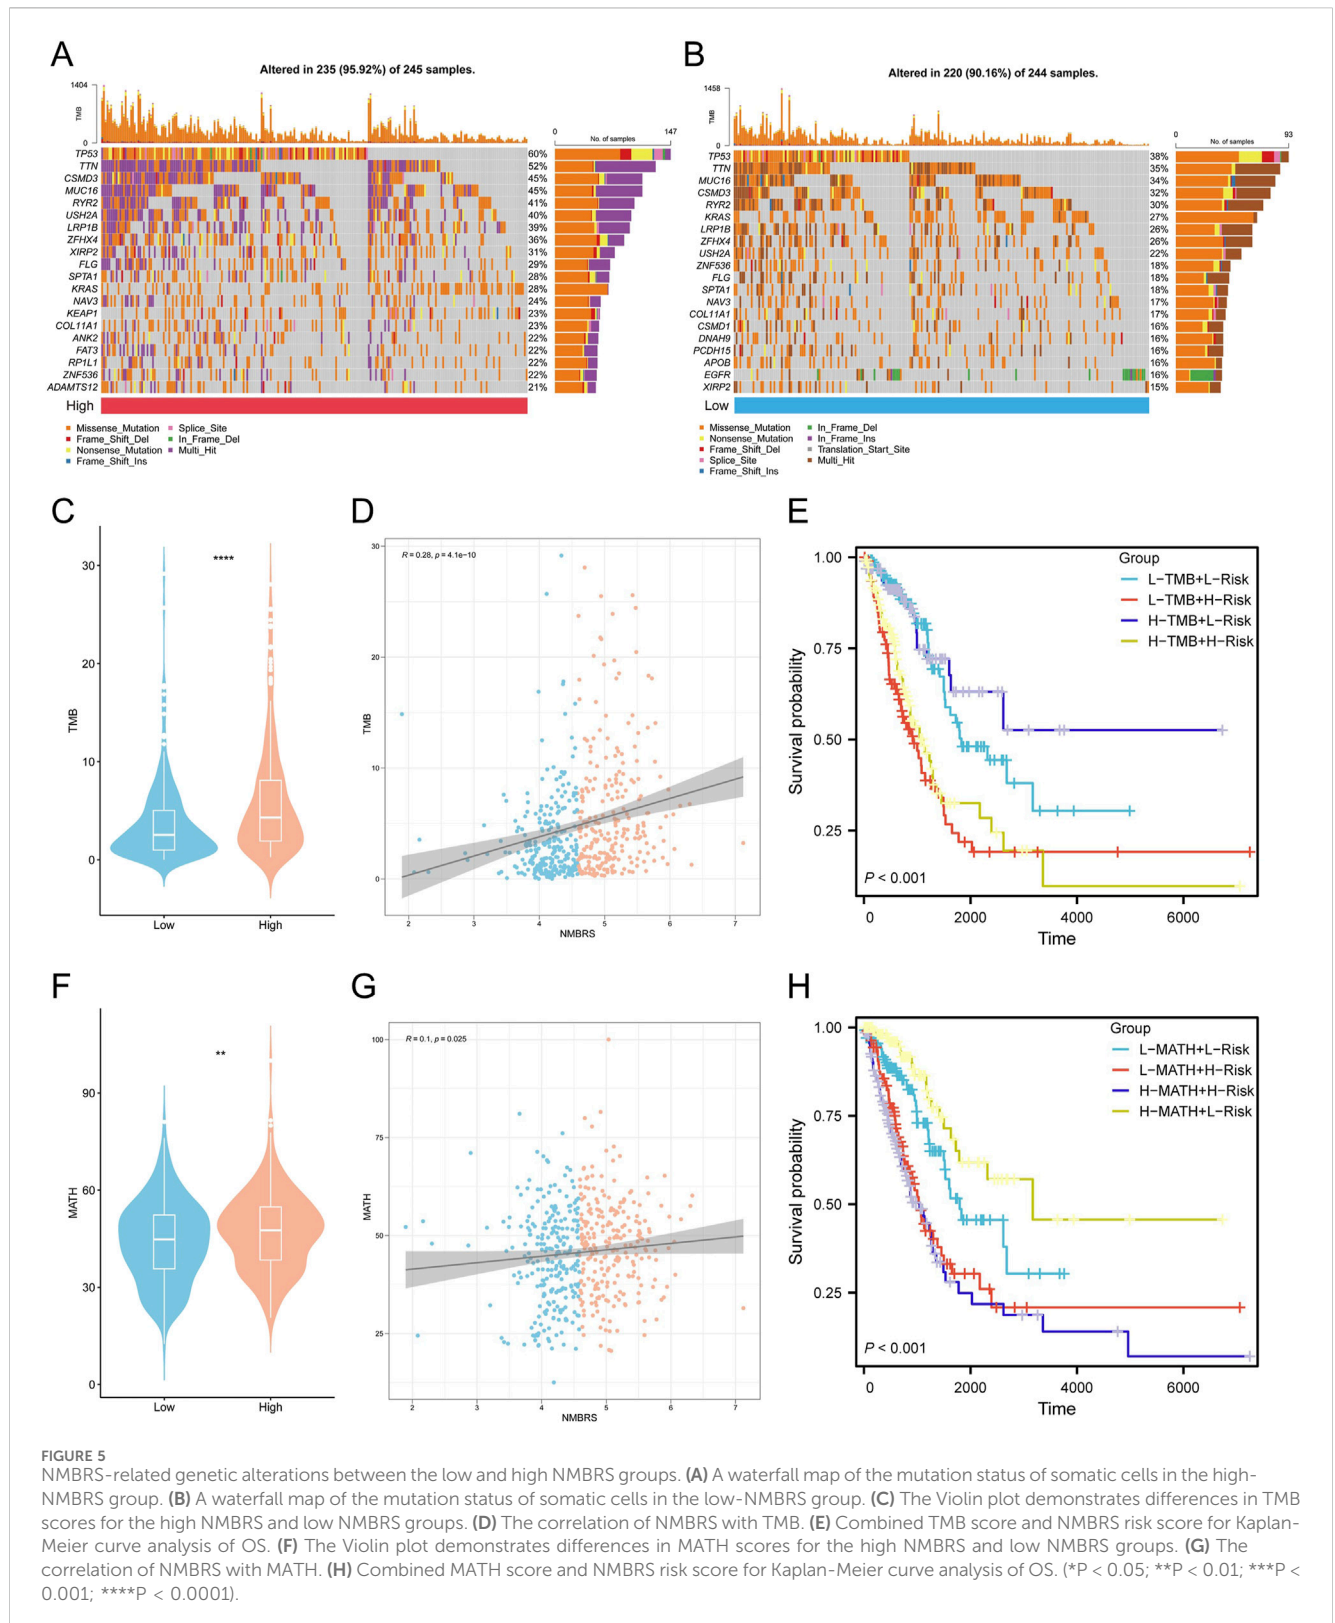 A
Altered in 235 (95.92%) of 245 samples.
1404
0
TMB
0 147
No. of samples
TP53 60%
TTN 52%
CSMD3 45%
MUC16 45%
RYR2 41%
USH2A 40%
LRP1B 39%
ZFHX4 36%
XIRP2 31%
FLG 29%
SPTA1 28%
KRAS 28%
NAV3 24%
KEAP1 23%
COL11A1 23%
ANK2 22%
FAT3 22%
RP1L1 22%
ZNF536 22%
ADAMTS12 21%
High
Missense_Mutation Splice_Site
Frame_Shift_Del In_Frame_Del
Nonsense_Mutation Multi_Hit
Frame_Shift_Ins
B
Altered in 220 (90.16%) of 244 samples.
1458
0
TMB
0 93
No. of samples
TP53 38%
TTN 35%
MUC16 34%
CSMD3 32%
RYR2 30%
KRAS 27%
LRP1B 26%
ZFHX4 26%
USH2A 22%
ZNF536 18%
FLG 18%
SPTA1 18%
NAV3 17%
COL11A1 17%
CSMD1 16%
DNAH9 16%
PCDH15 16%
APOB 16%
EGFR 16%
XIRP2 15%
Low
Missense_Mutation In_Frame_Del
Nonsense_Mutation In_Frame_Ins
Frame_Shift_Del Translation_Start_Site
Splice_Site Multi_Hit
Frame_Shift_Ins
C
****
30
20
10
0
TMB
Low High
D
R = 0.28, p = 4.1e−10
30
20
10
0
TMB
2 3 4 5 6 7
NMBRS
E
1.00
0.75
0.50
0.25
Survival probability
Group
L−TMB+L−Risk
L−TMB+H−Risk
H−TMB+L−Risk
H−TMB+H−Risk
P < 0.001
0 2000 4000 6000
Time
F
**
90
60
30
0
MATH
Low High
G
R = 0.1, p = 0.025
100
75
50
25
MATH
2 3 4 5 6 7
NMBRS
H
1.00
0.75
0.50
0.25
Survival probability
Group
L−MATH+L−Risk
L−MATH+H−Risk
H−MATH+H−Risk
H−MATH+L−Risk
P < 0.001
0 2000 4000 6000
Time
FIGURE 5
NMBRS-related genetic alterations between the low and high NMBRS groups. (A) A waterfall map of the mutation status of somatic cells in the high-
NMBRS group. (B) A waterfall map of the mutation status of somatic cells in the low-NMBRS group. (C) The Violin plot demonstrates differences in TMB
scores for the high NMBRS and low NMBRS groups. (D) The correlation of NMBRS with TMB. (E) Combined TMB score and NMBRS risk score for Kaplan-
Meier curve analysis of OS. (F) The Violin plot demonstrates differences in MATH scores for the high NMBRS and low NMBRS groups. (G) The
correlation of NMBRS with MATH. (H) Combined MATH score and NMBRS risk score for Kaplan-Meier curve analysis of OS. (*P < 0.05; **P < 0.01; ***P <
0.001; ****P < 0.0001).